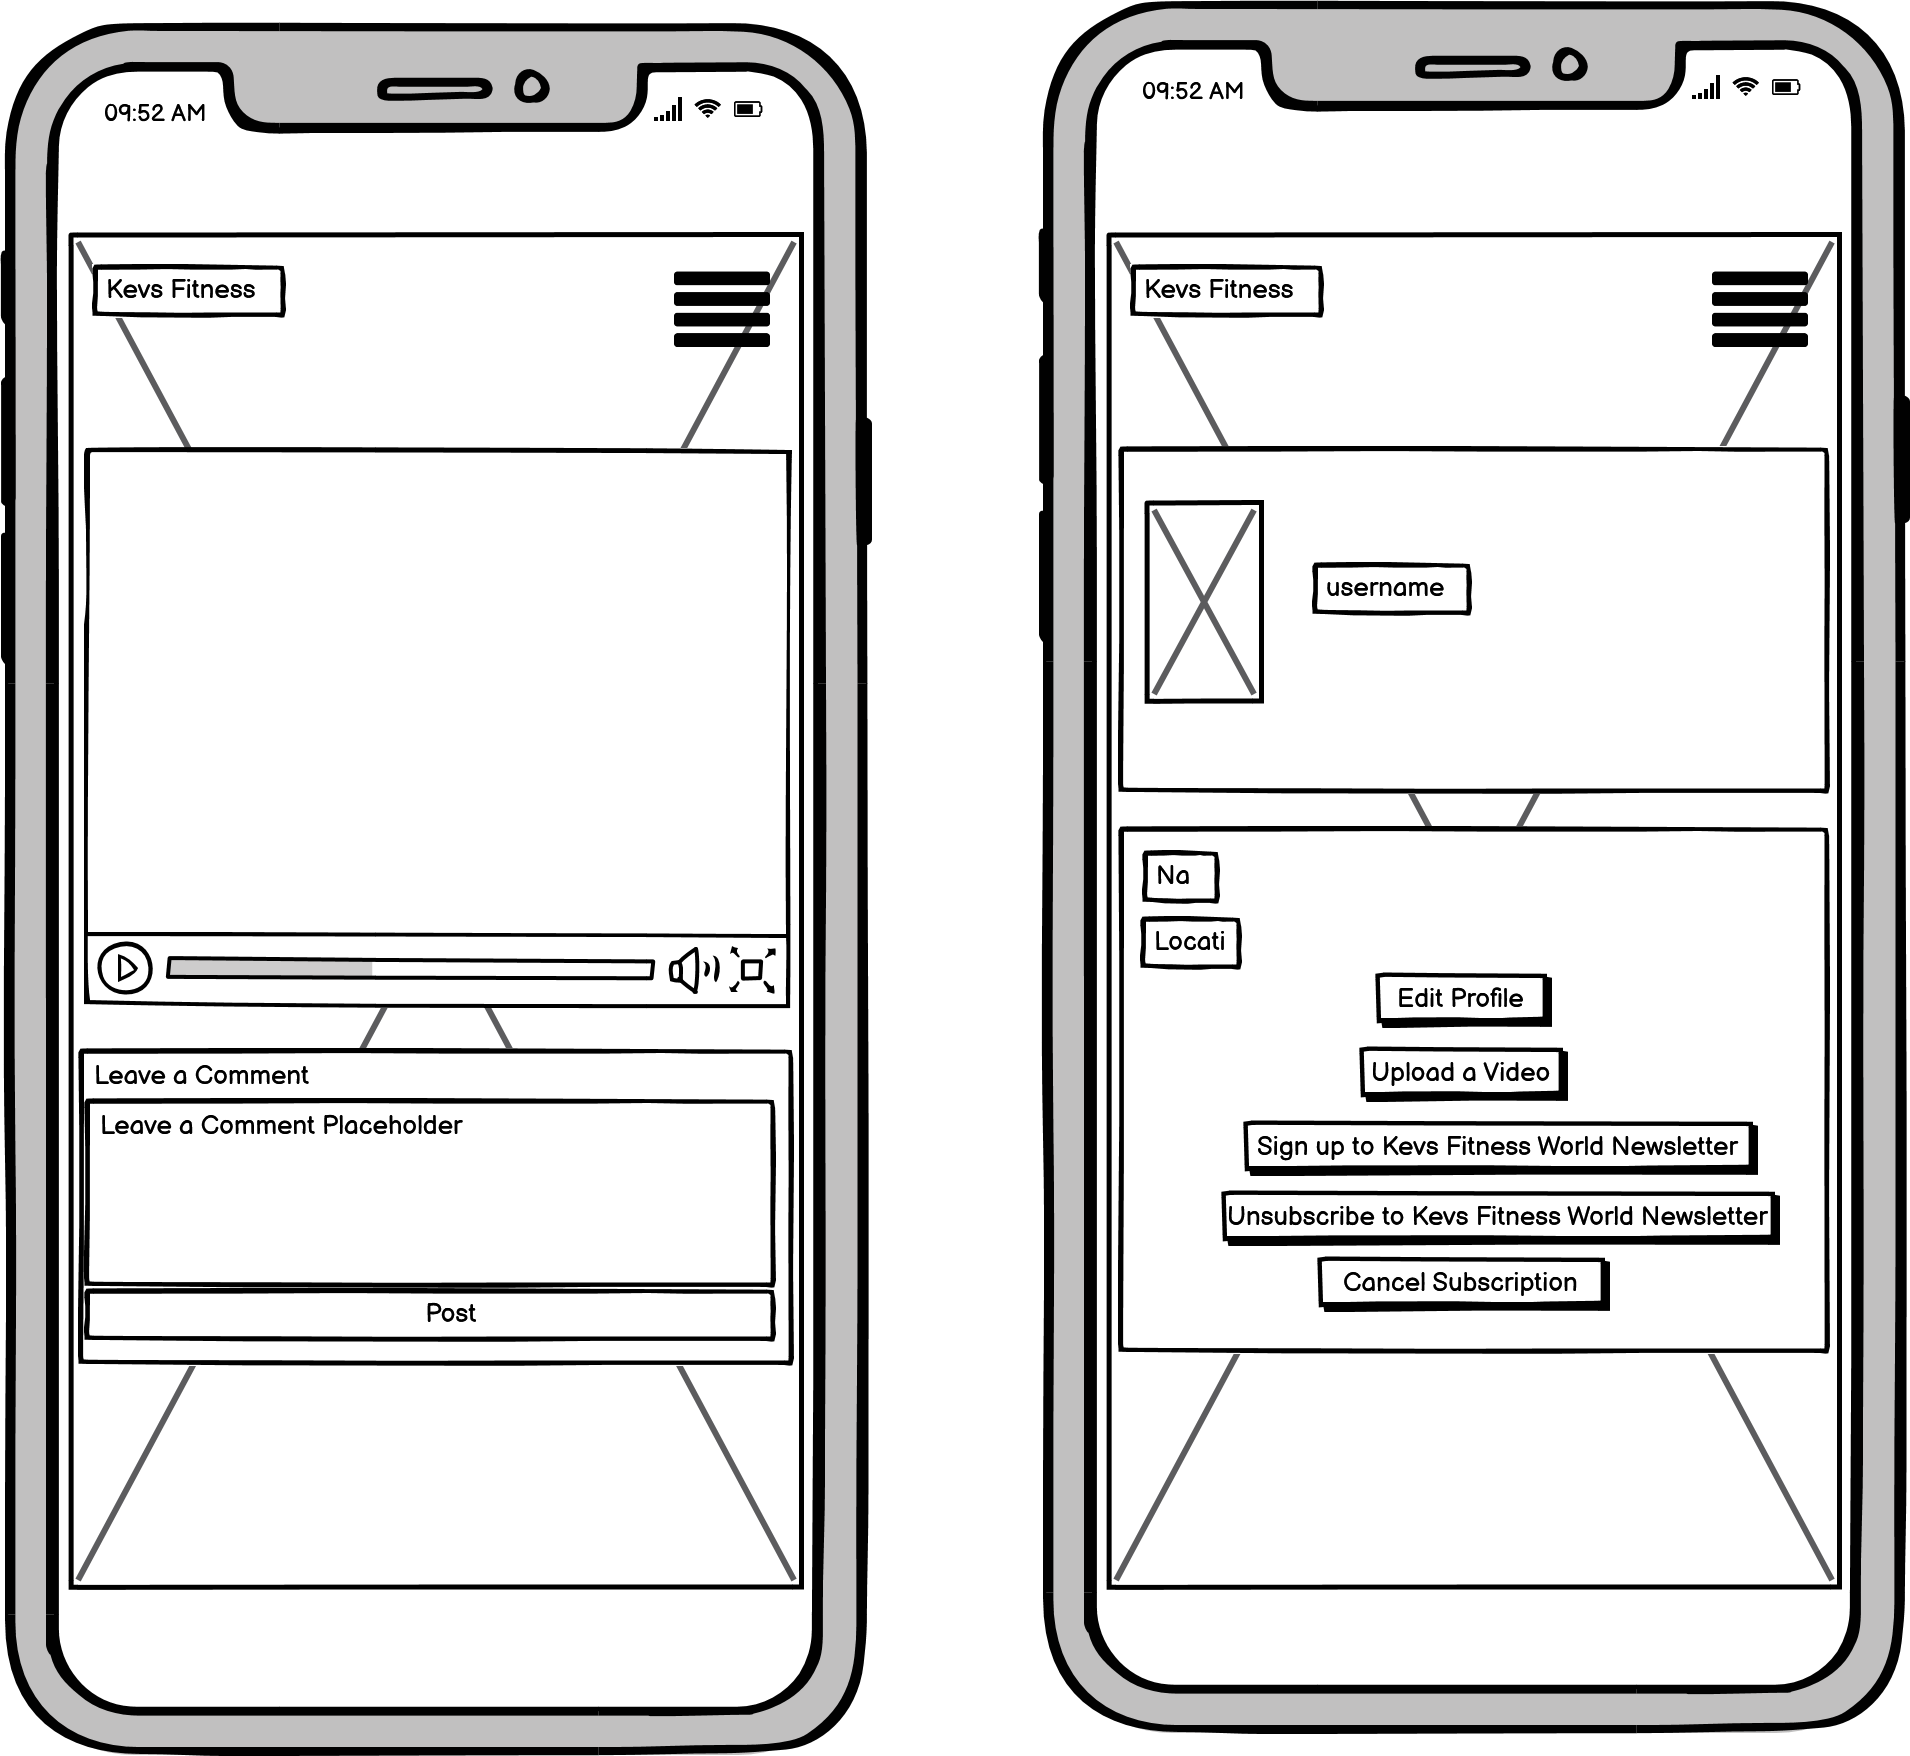 09:52 AM
Kevs Fitness
Leave a Comment
Leave a Comment Placeholder
Post
09:52 AM
Kevs Fitness
username
Na
Locati
Edit Profile
Upload a Video
Sign up to Kevs Fitness World Newsletter
Unsubscribe to Kevs Fitness World Newsletter
Cancel Subscription